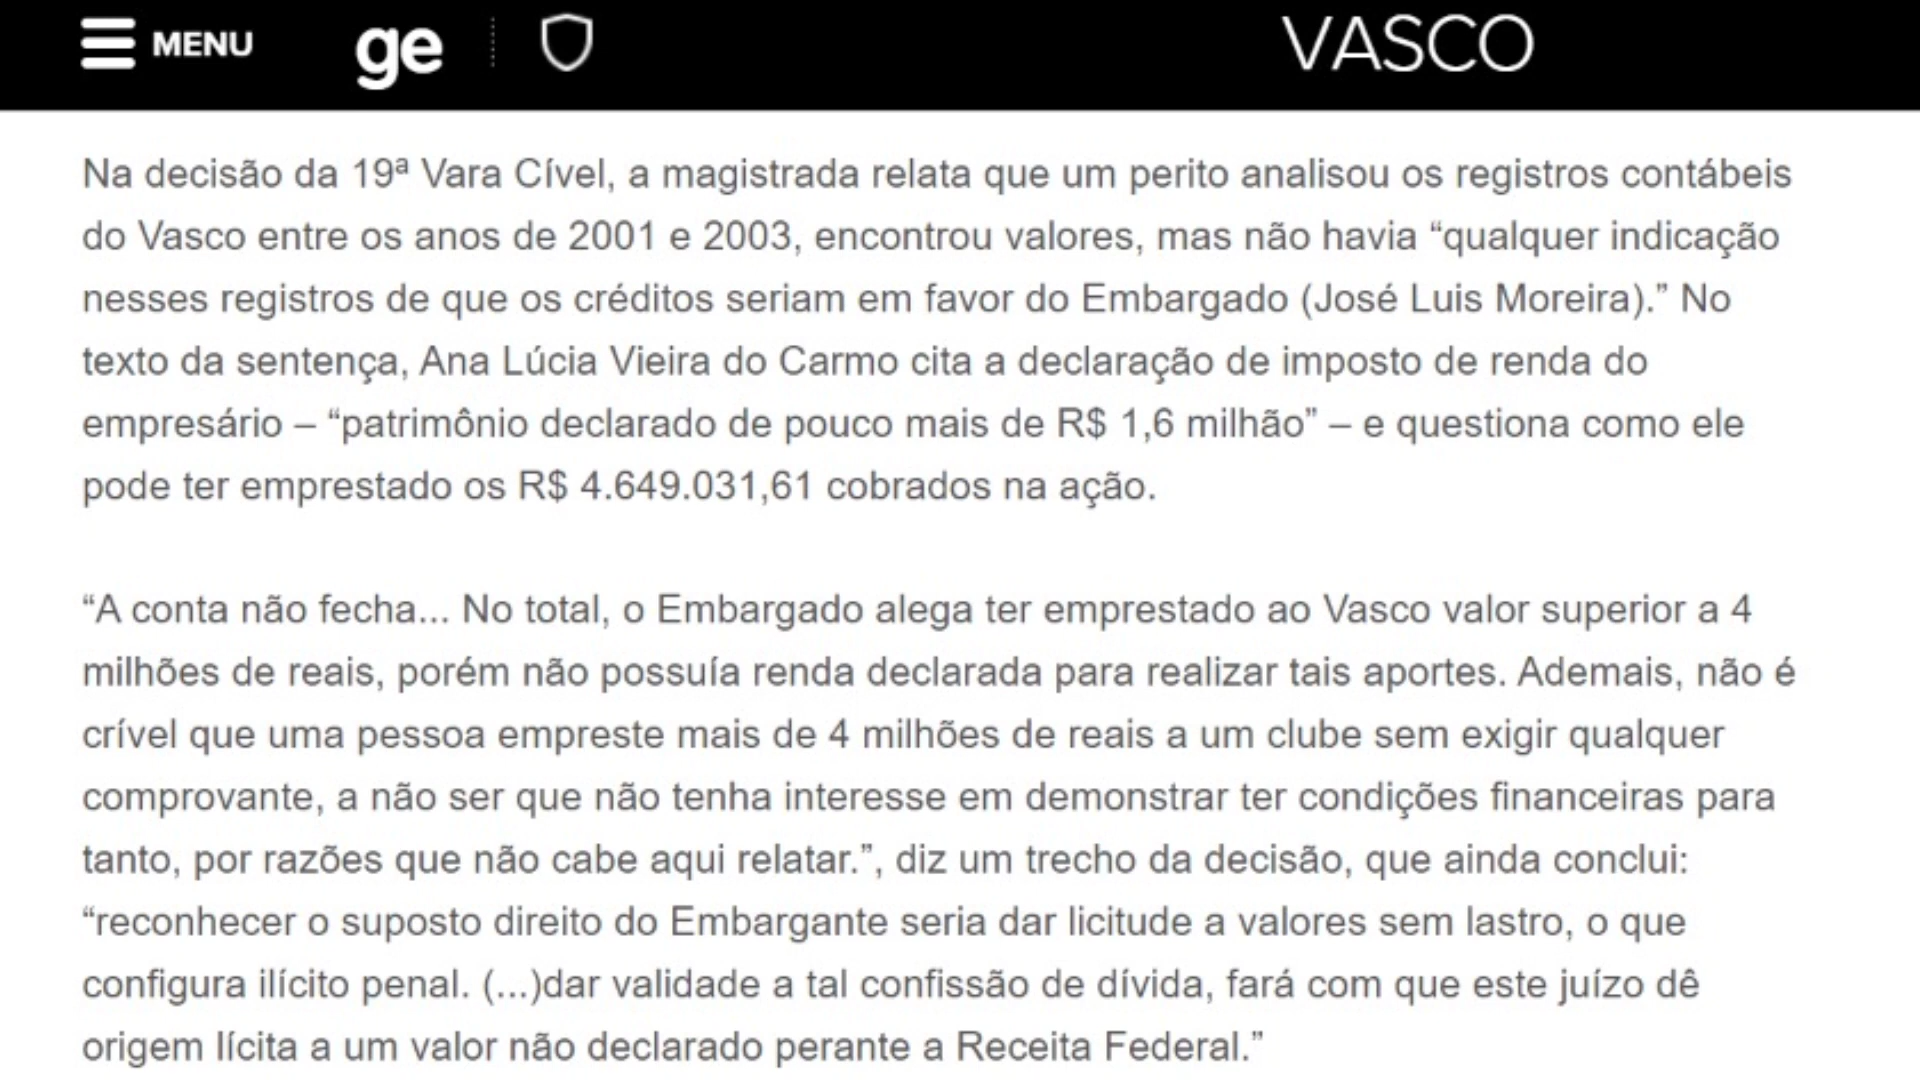 MENU ge VASCO
Na decisão da 19ª Vara Cível, a magistrada relata que um perito analisou os registros contábeis
do Vasco entre os anos de 2001 e 2003, encontrou valores, mas não havia “qualquer indicação
nesses registros de que os créditos seriam em favor do Embargado (José Luis Moreira).” No
texto da sentença, Ana Lúcia Vieira do Carmo cita a declaração de imposto de renda do
empresário – “patrimônio declarado de pouco mais de R$ 1,6 milhão” – e questiona como ele
pode ter emprestado os R$ 4.649.031,61 cobrados na ação.
“A conta não fecha... No total, o Embargado alega ter emprestado ao Vasco valor superior a 4
milhões de reais, porém não possuía renda declarada para realizar tais aportes. Ademais, não é
crível que uma pessoa empreste mais de 4 milhões de reais a um clube sem exigir qualquer
comprovante, a não ser que não tenha interesse em demonstrar ter condições financeiras para
tanto, por razões que não cabe aqui relatar.”, diz um trecho da decisão, que ainda conclui:
“reconhecer o suposto direito do Embargante seria dar licitude a valores sem lastro, o que
configura ilícito penal. (...)dar validade a tal confissão de dívida, fará com que este juízo dê
origem lícita a um valor não declarado perante a Receita Federal.”